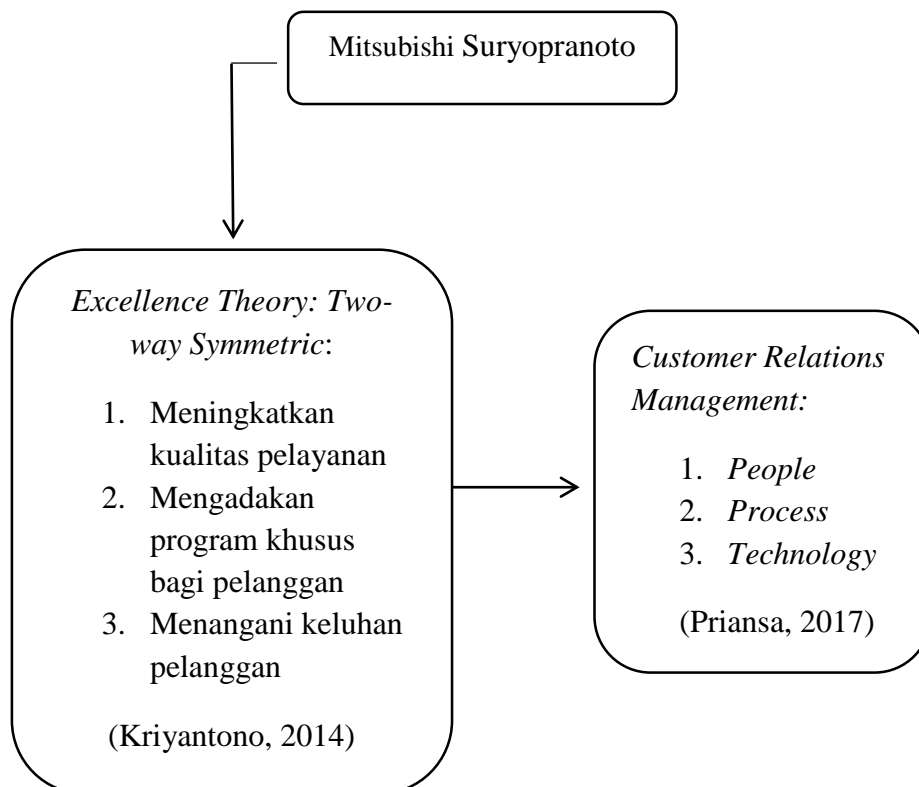 Mitsubishi Suryopranoto
Excellence Theory: Two-
way Symmetric:
1. Meningkatkan
kualitas pelayanan
2. Mengadakan
program khusus
bagi pelanggan
3. Menangani keluhan
pelanggan
(Kriyantono, 2014)
Customer Relations
Management:
1. People
2. Process
3. Technology
(Priansa, 2017)